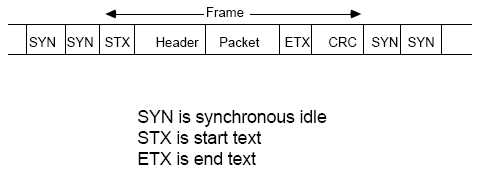 Frame
SYN SYN STX Header Packet ETX CRC SYN SYN
SYN is synchronous idle
STX is start text
ETX is end text